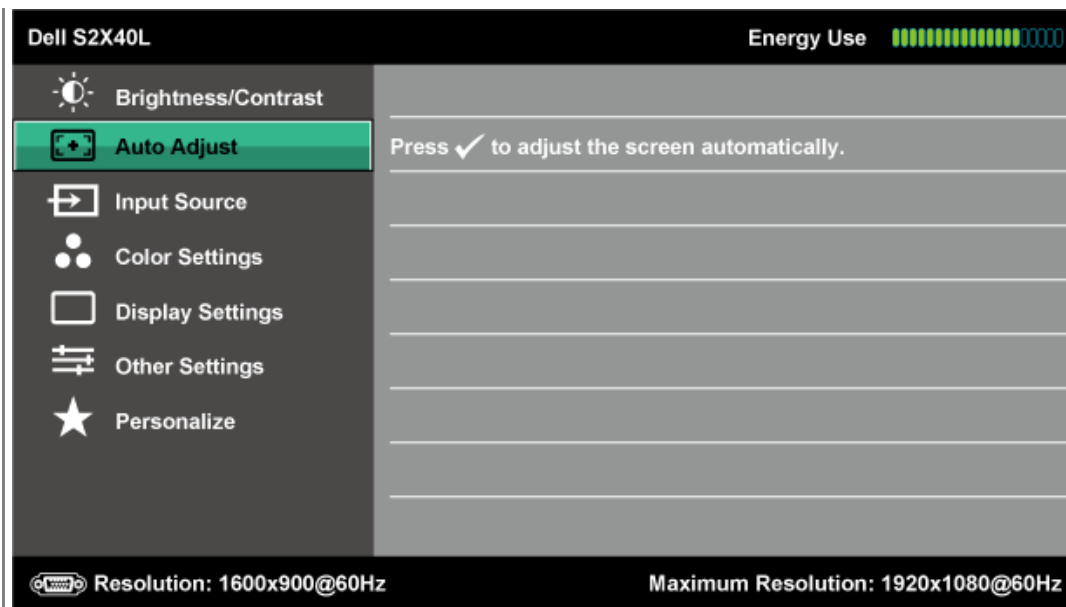 Dell S2X40L Energy Use
Brightness/Contrast
Auto Adjust Press ✓ to adjust the screen automatically.
Input Source
Color Settings
Display Settings
Other Settings
Personalize
Resolution: 1600x900@60Hz Maximum Resolution: 1920x1080@60Hz